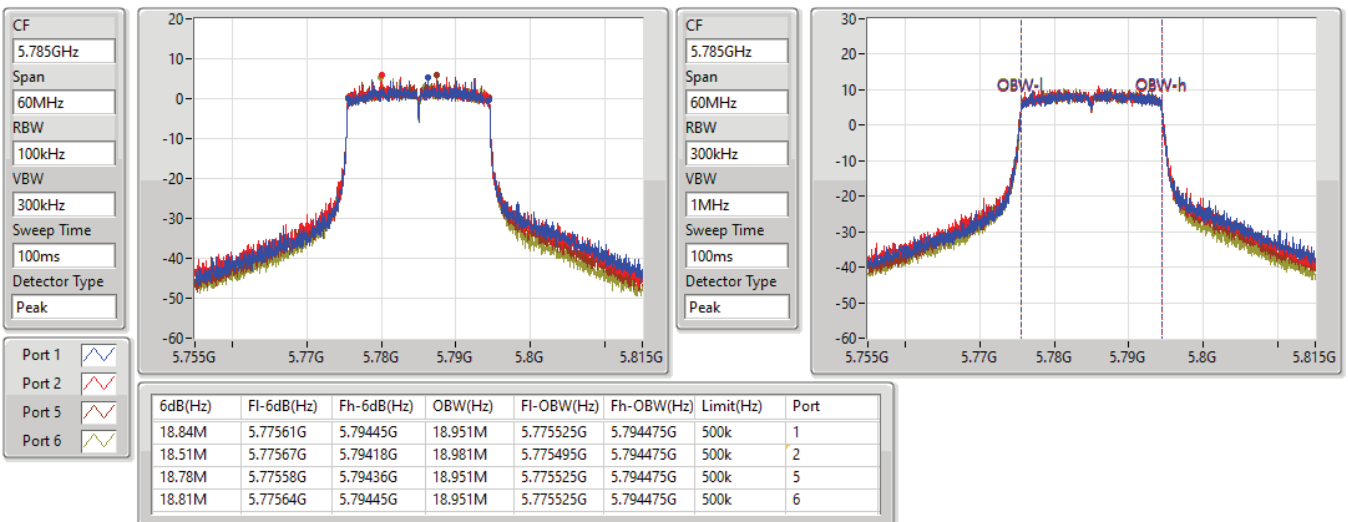 CF
5.785GHz
Span
60MHz
RBW
100kHz
VBW
300kHz
Sweep Time
100ms
Detector Type
Peak
20
10
0
-10
-20
-30
-40
-50
-60
5.755G 5.77G 5.78G 5.79G 5.8G 5.815G
CF
5.785GHz
Span
60MHz
RBW
300kHz
VBW
1MHz
Sweep Time
100ms
Detector Type
Peak
30
20
10
0
-10
-20
-30
-40
-50
-60
OBW-l OBW-h
5.755G 5.77G 5.78G 5.79G 5.8G 5.815G
Port 1
Port 2
Port 5
Port 6
6dB(Hz) Fl-6dB(Hz) Fh-6dB(Hz) OBW(Hz) Fl-OBW(Hz) Fh-OBW(Hz) Limit(Hz) Port
18.84M 5.77561G 5.79445G 18.951M 5.775525G 5.794475G 500k 1
18.51M 5.77567G 5.79418G 18.981M 5.775495G 5.794475G 500k 2
18.78M 5.77558G 5.79436G 18.951M 5.775525G 5.794475G 500k 5
18.81M 5.77564G 5.79445G 18.951M 5.775525G 5.794475G 500k 6